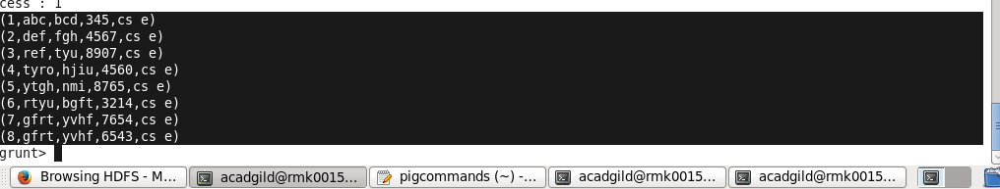 cess : 1
(1,abc,bcd,345,cs e)
(2,def,fgh,4567,cs e)
(3,ref,tyu,8907,cs e)
(4,tyro,hjiu,4560,cs e)
(5,ytgh,nmi,8765,cs e)
(6,rtyu,bgft,3214,cs e)
(7,gfrt,yvhf,7654,cs e)
(8,gfrt,yvhf,6543,cs e)
grunt>
Browsing HDFS - M... acadgild@rmk0015... pigcommands (~) -... acadgild@rmk0015... acadgild@rmk0015...